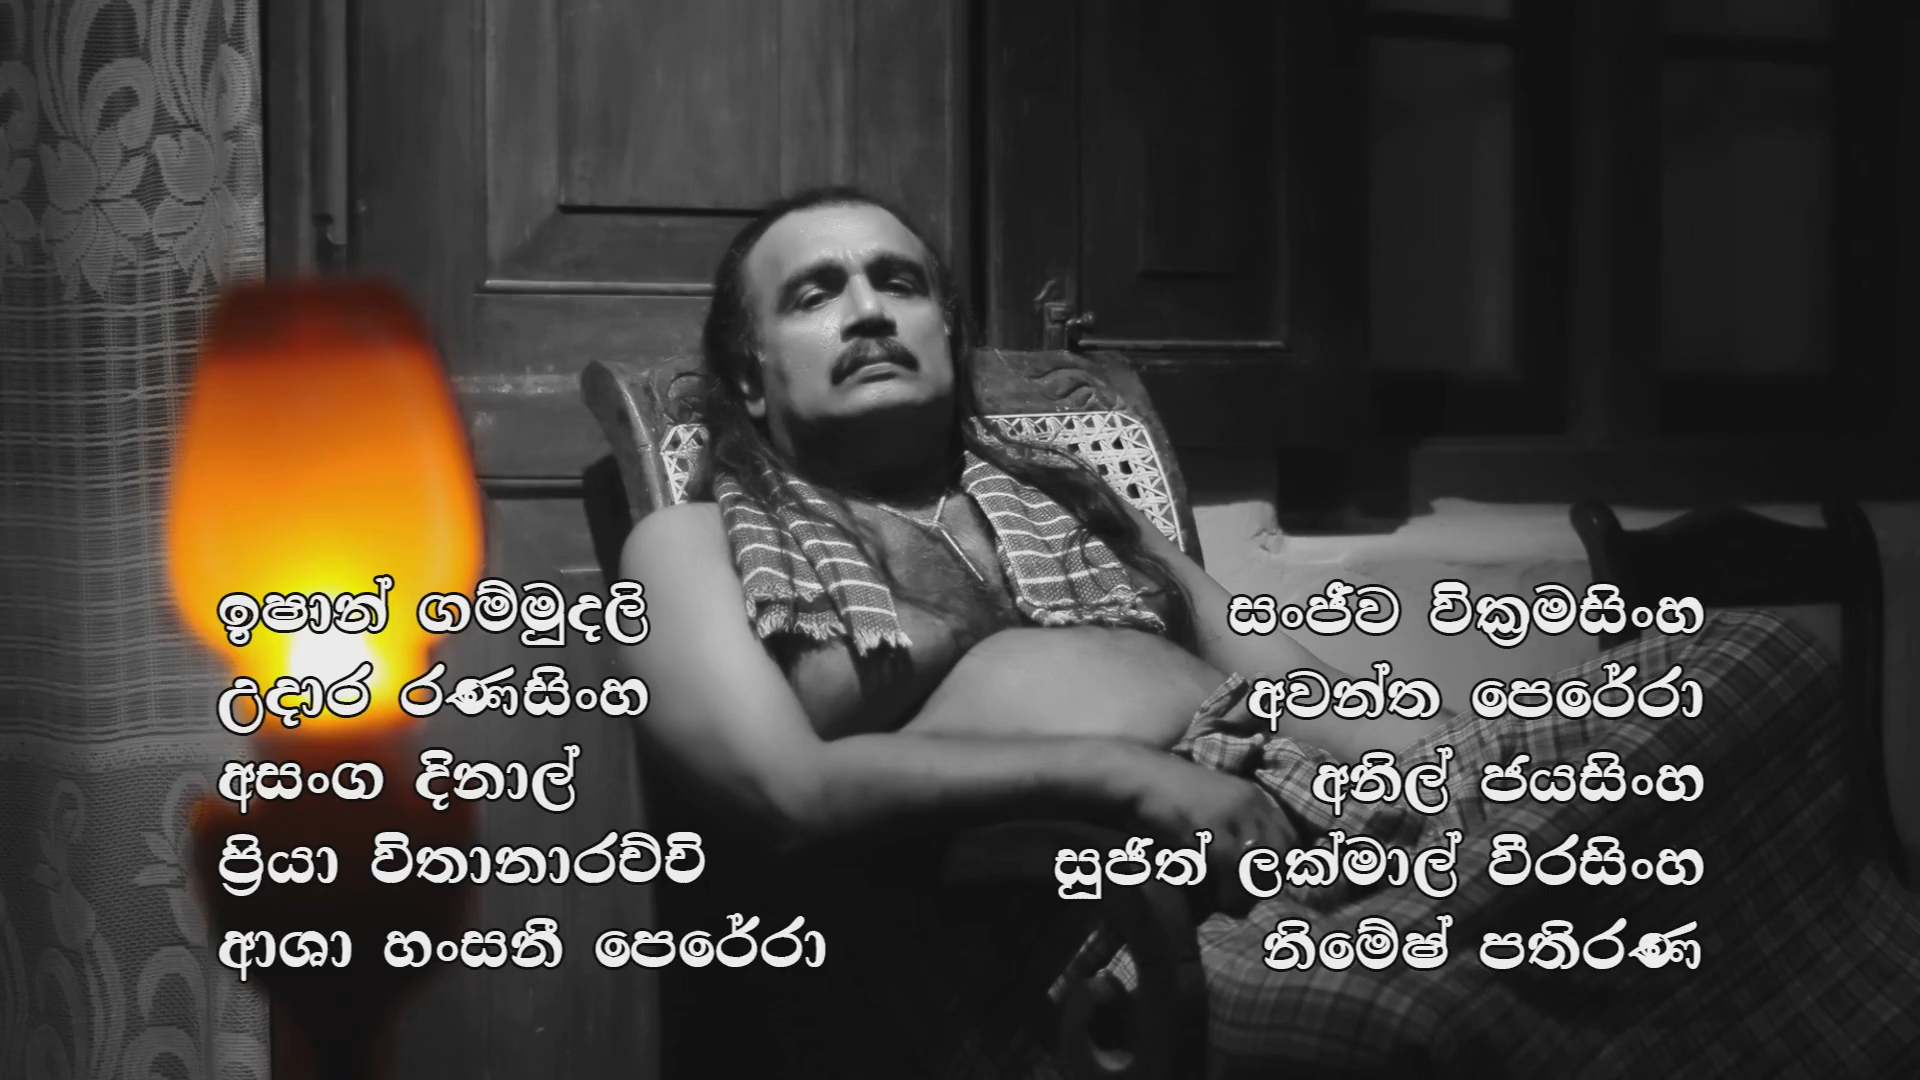 ඉෂාන් ගම්මුදලි
උදාර රණසිංහ
අසංග දිනාල්
ප්‍රියා විතානාරච්චි
ආශා හංසනී පෙරේරා
සංජීව වික්‍රමසිංහ
අවන්ත පෙරේරා
අනිල් ජයසිංහ
සුජිත් ලක්මාල් වීරසිංහ
නිමේෂ් පතිරණ